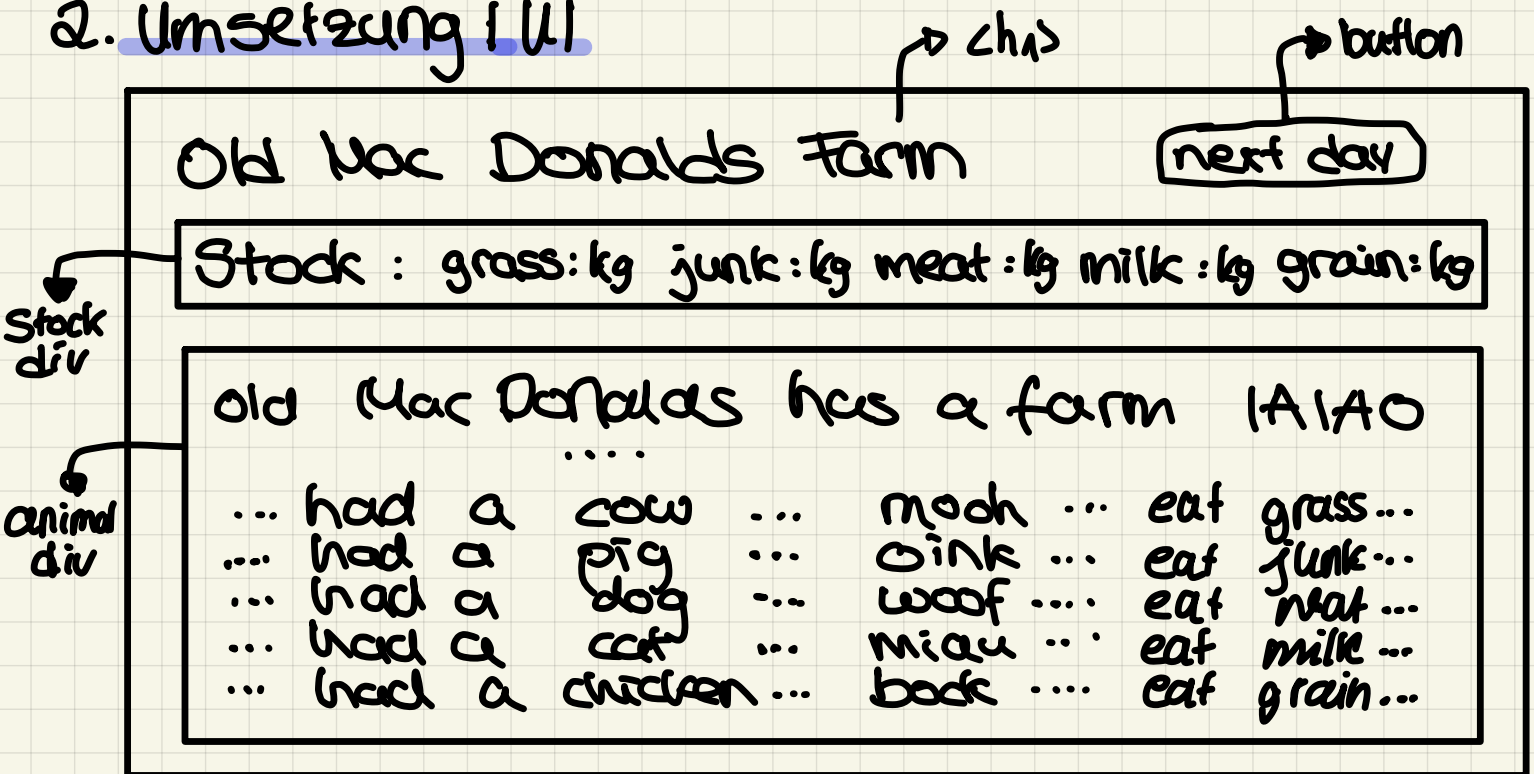 2. Umsetzung / UI
<h1>
button
Old Mac Donalds Farm
next day
Stock : grass:kg junk:kg meat:kg milk:kg grain:kg
Stock
div
old Mac Donalds has a farm IAIAO
....
... had a cow ... mooh ... eat grass...
.... had a pig ... oink ... eat junk...
... had a dog ... woof .... eat meat ...
... had a cat ... miau ... eat milk ...
... had a chicken ... bock .... eat grain...
animal
div